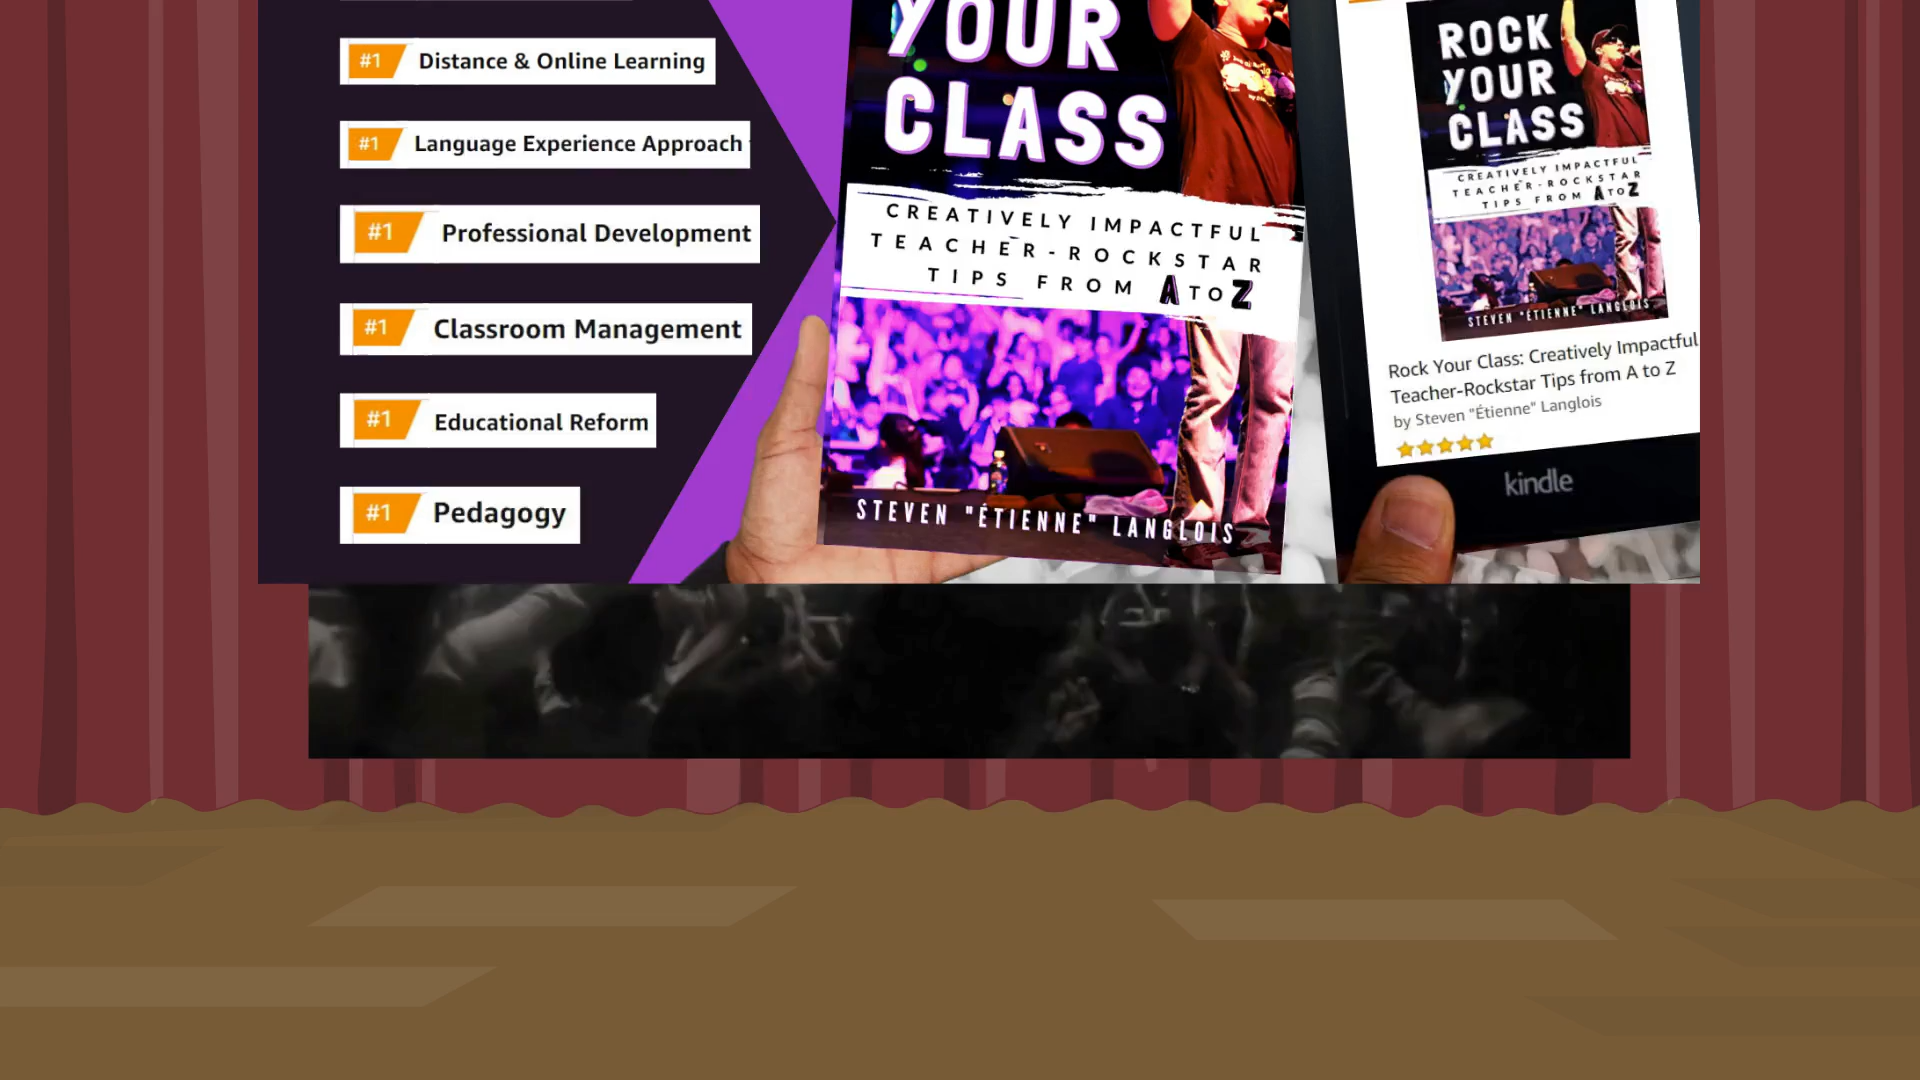 #1 Distance & Online Learning
#1 Language Experience Approach
#1 Professional Development
#1 Classroom Management
#1 Educational Reform
#1 Pedagogy
YOUR
CLASS
CREATIVELY IMPACTFUL
TEACHER-ROCKSTAR
TIPS FROM A TO Z
STEVEN "ÉTIENNE" LANGLOIS
ROCK
YOUR
CLASS
CREATIVELY IMPACTFUL
TEACHER-ROCKSTAR
TIPS FROM A TO Z
STEVEN "ÉTIENNE" LANGLOIS
Rock Your Class: Creatively Impactful
Teacher-Rockstar Tips from A to Z
by Steven "Étienne" Langlois
kindle